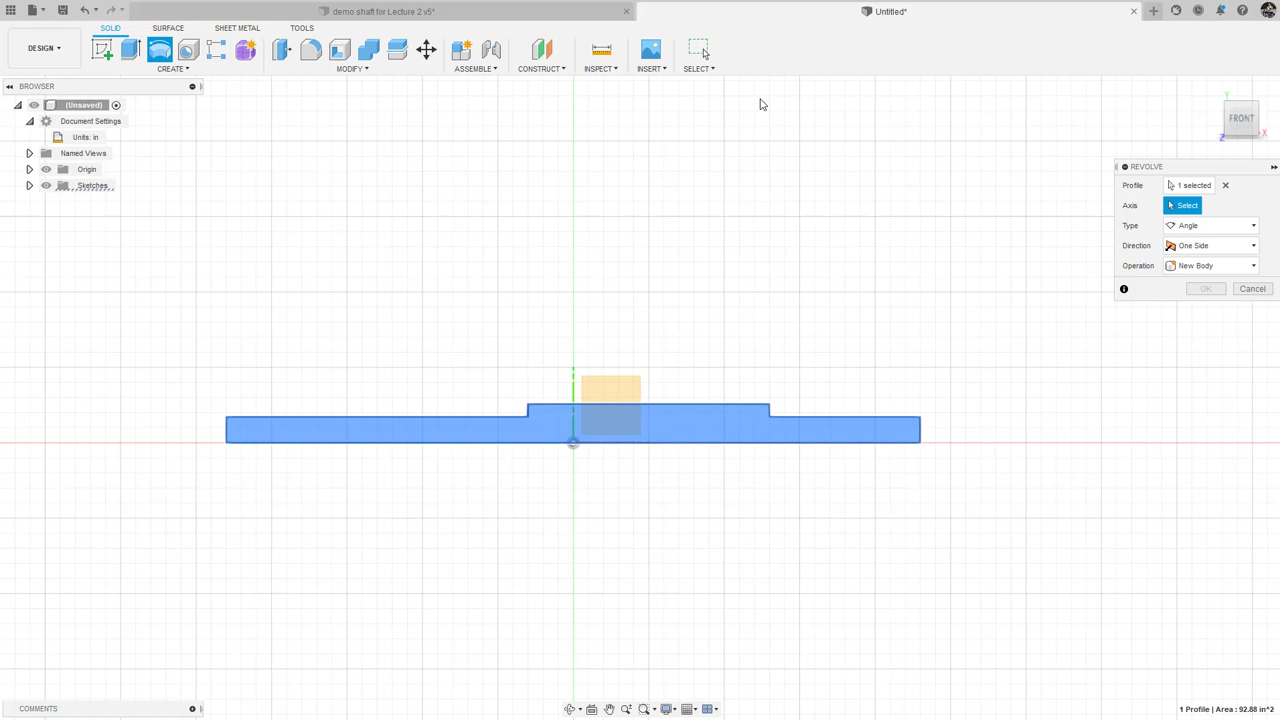 demo shaft for Lecture 2 v5*
Untitled*
SOLID SURFACE SHEET METAL TOOLS
DESIGN
CREATE MODIFY ASSEMBLE CONSTRUCT INSPECT INSERT SELECT
BROWSER
(Unsaved)
Document Settings
Units: in
Named Views
Origin
Sketches
Y
FRONT
X
Z
REVOLVE
Profile 1 selected
Axis Select
Type Angle
Direction One Side
Operation New Body
OK Cancel
COMMENTS
1 Profile | Area : 92.88 in^2